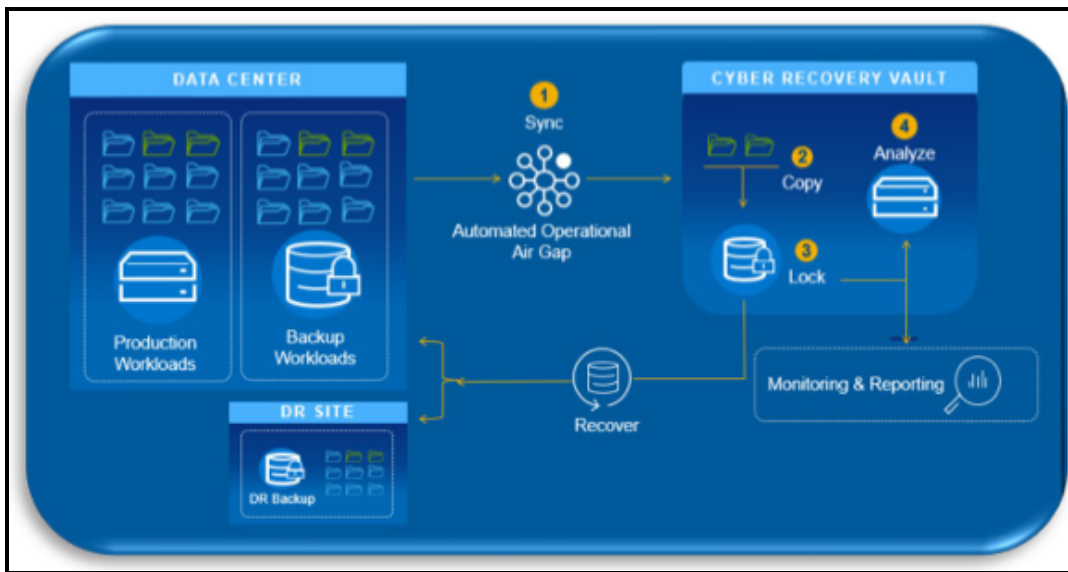 DATA CENTER
Production
Workloads
Backup
Workloads
DR SITE
DR Backup
1
Sync
Automated Operational
Air Gap
Recover
CYBER RECOVERY VAULT
2
Copy
3
Lock
4
Analyze
Monitoring & Reporting